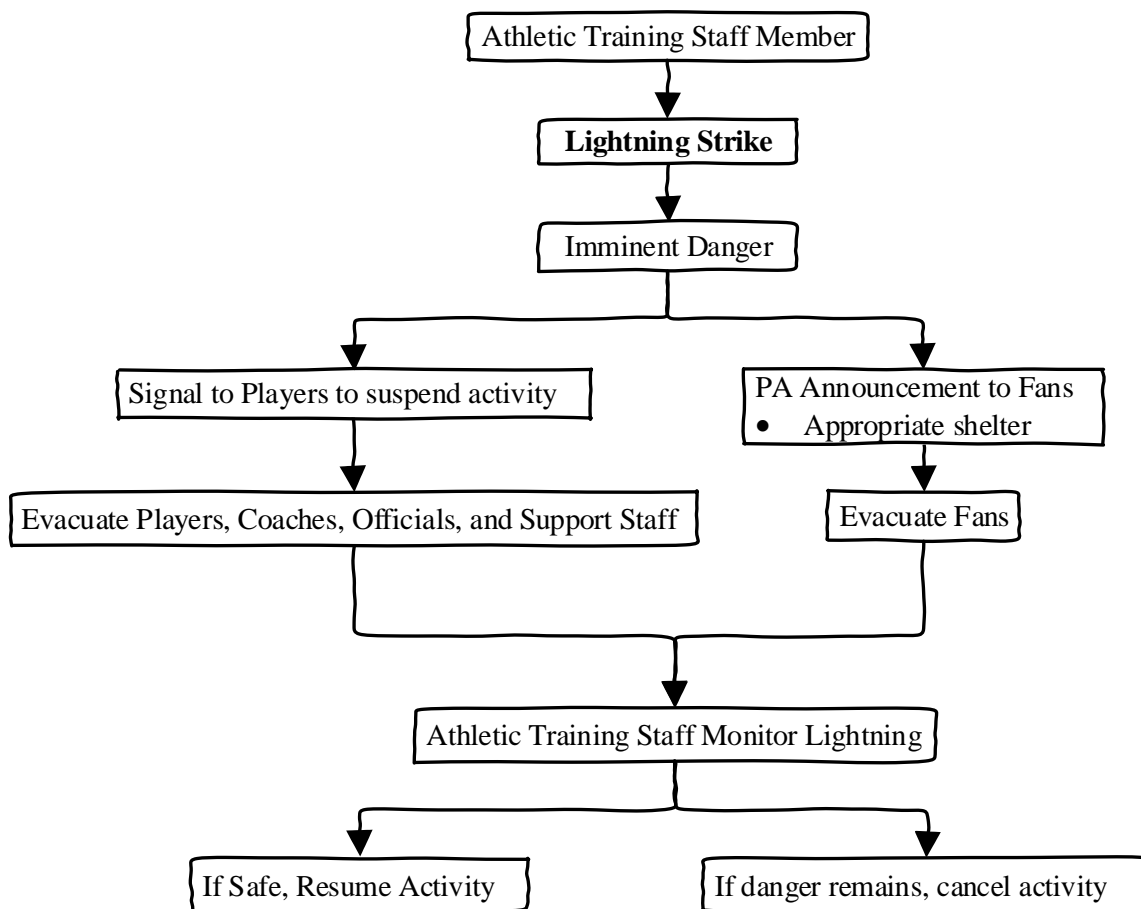 Athletic Training Staff Member
Lightning Strike
Imminent Danger
Signal to Players to suspend activity
PA Announcement to Fans
• Appropriate shelter
Evacuate Players, Coaches, Officials, and Support Staff
Evacuate Fans
Athletic Training Staff Monitor Lightning
If Safe, Resume Activity
If danger remains, cancel activity